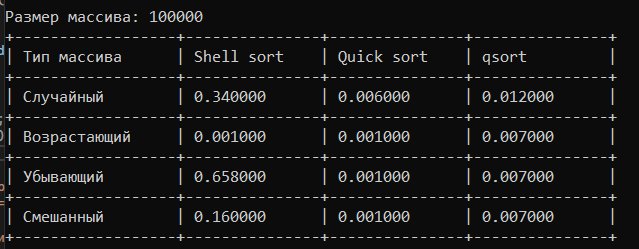 Размер массива: 100000
Тип массива Shell sort Quick sort qsort
Случайный 0.340000 0.006000 0.012000
Возрастающий 0.001000 0.001000 0.007000
Убывающий 0.658000 0.001000 0.007000
Смешанный 0.160000 0.001000 0.007000